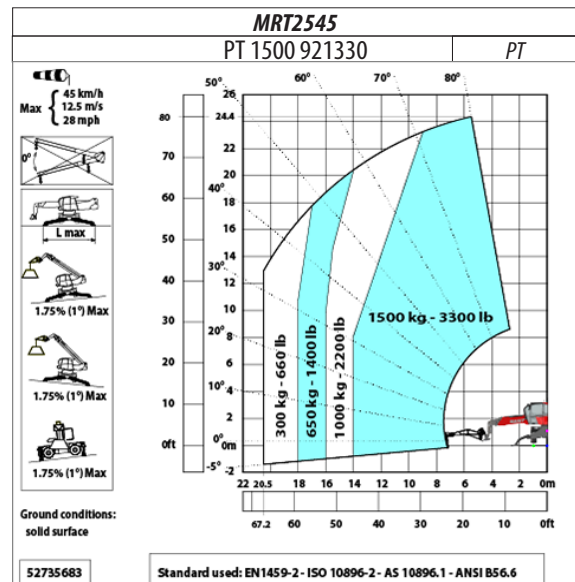 MRT2545
PT 1500 921330
PT
Max
45 km/h
12.5 m/s
28 mph
0°
L max
1.75% (1°) Max
1.75% (1°) Max
1.75% (1°) Max
Ground conditions:
solid surface
52735683
50° 60° 70° 80°
40°
30°
20°
10°
0°
-5°
26
24.4
22
20
18
16
14
12
10
8
6
4
2
0m
-2
80
70
60
50
40
30
20
10
0ft
300 kg - 660 lb
650 kg - 1400 lb
1000 kg - 2200 lb
1500 kg - 3300 lb
22 20.5 18 16 14 12 10 8 6 4 2 0m
67.2 60 50 40 30 20 10 0ft
Standard used: EN1459-2 - ISO 10896-2 - AS 10896.1 - ANSI B56.6